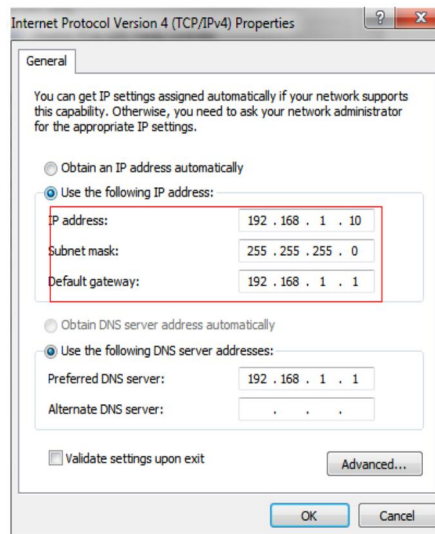 Internet Protocol Version 4 (TCP/IPv4) Properties
General
You can get IP settings assigned automatically if your network supports
this capability. Otherwise, you need to ask your network administrator
for the appropriate IP settings.
Obtain an IP address automatically
Use the following IP address:
IP address: 192 . 168 . 1 . 10
Subnet mask: 255 . 255 . 255 . 0
Default gateway: 192 . 168 . 1 . 1
Obtain DNS server address automatically
Use the following DNS server addresses:
Preferred DNS server: 192 . 168 . 1 . 1
Alternate DNS server: . . .
Validate settings upon exit
Advanced...
OK Cancel